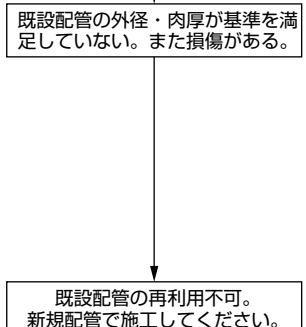 既設配管の外径・肉厚が基準を満
足していない。また損傷がある。
既設配管の再利用不可。
新規配管で施工してください。